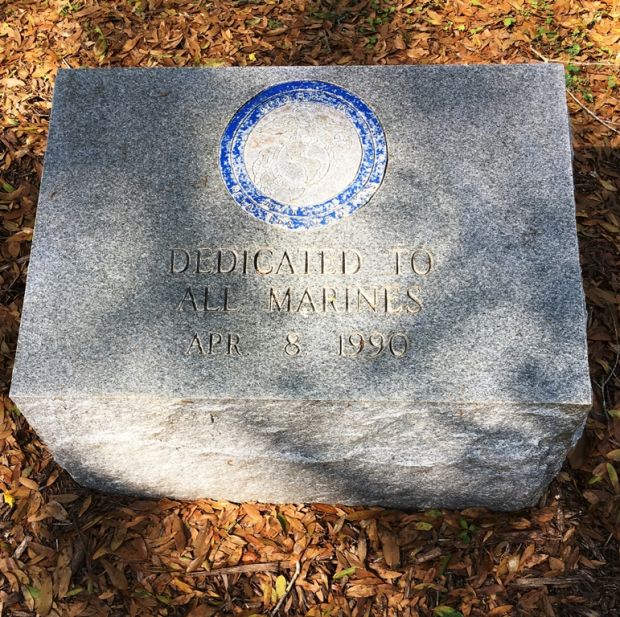 DEDICATED TO
ALL MARINES
APR 8 1990